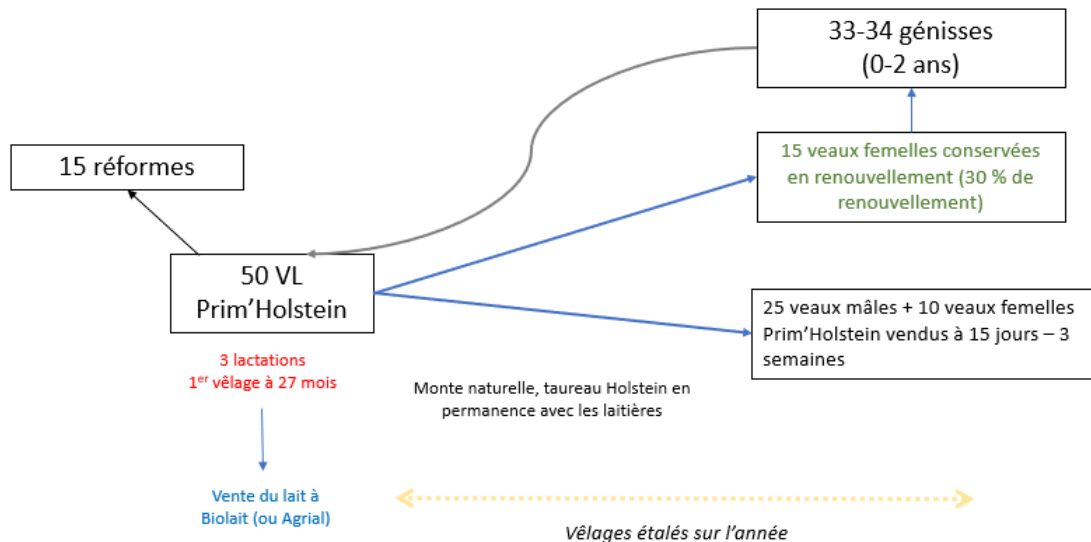 33-34 génisses
(0-2 ans)
15 réformes
15 veaux femelles conservées
en renouvellement (30 % de
renouvellement)
50 VL
Prim’Holstein
25 veaux mâles + 10 veaux femelles
Prim’Holstein vendus à 15 jours – 3
semaines
3 lactations
1er vêlage à 27 mois
Monte naturelle, taureau Holstein en
permanence avec les laitières
Vente du lait à
Biolait (ou Agrial)
Vêlages étalés sur l’année